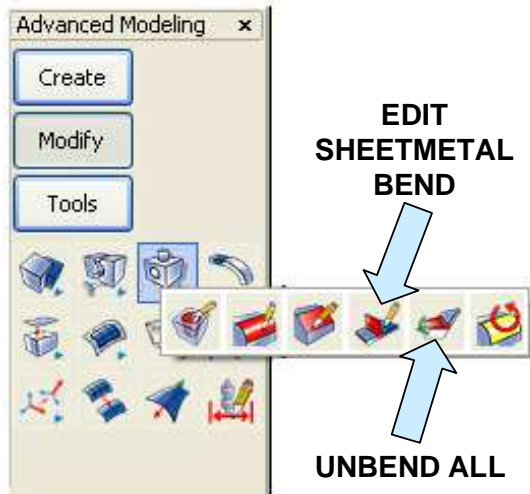 Advanced Modeling x
Create
Modify
Tools
EDIT
SHEETMETAL
BEND
UNBEND ALL